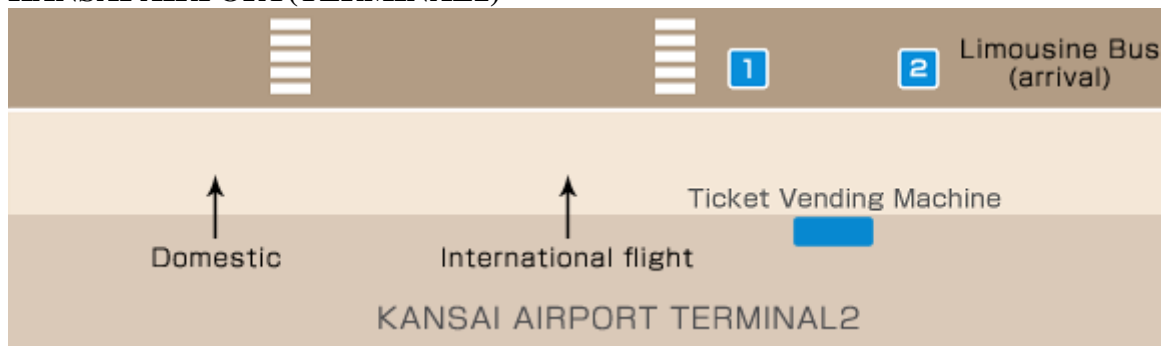 1
2
Limousine Bus
(arrival)
Ticket Vending Machine
Domestic
International flight
KANSAI AIRPORT TERMINAL2